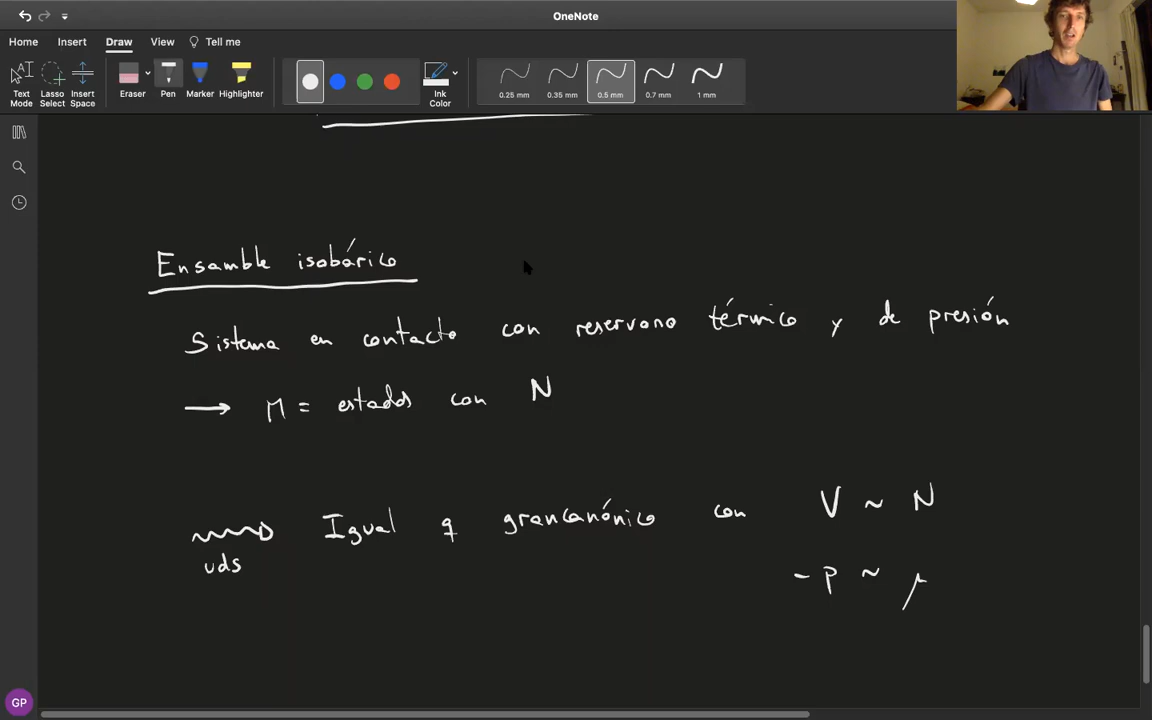 OneNote
Home Insert Draw View Tell me
Text Mode Lasso Select Insert Space Eraser Pen Marker Highlighter Ink Color 0.25 mm 0.35 mm 0.5 mm 0.7 mm 1 mm
Ensamble isobárico
Sistema en contacto con reservorio térmico y de presión
→ M = estados con N
Igual q grancanónico con V ~ N
uds
- P ~ μ
GP